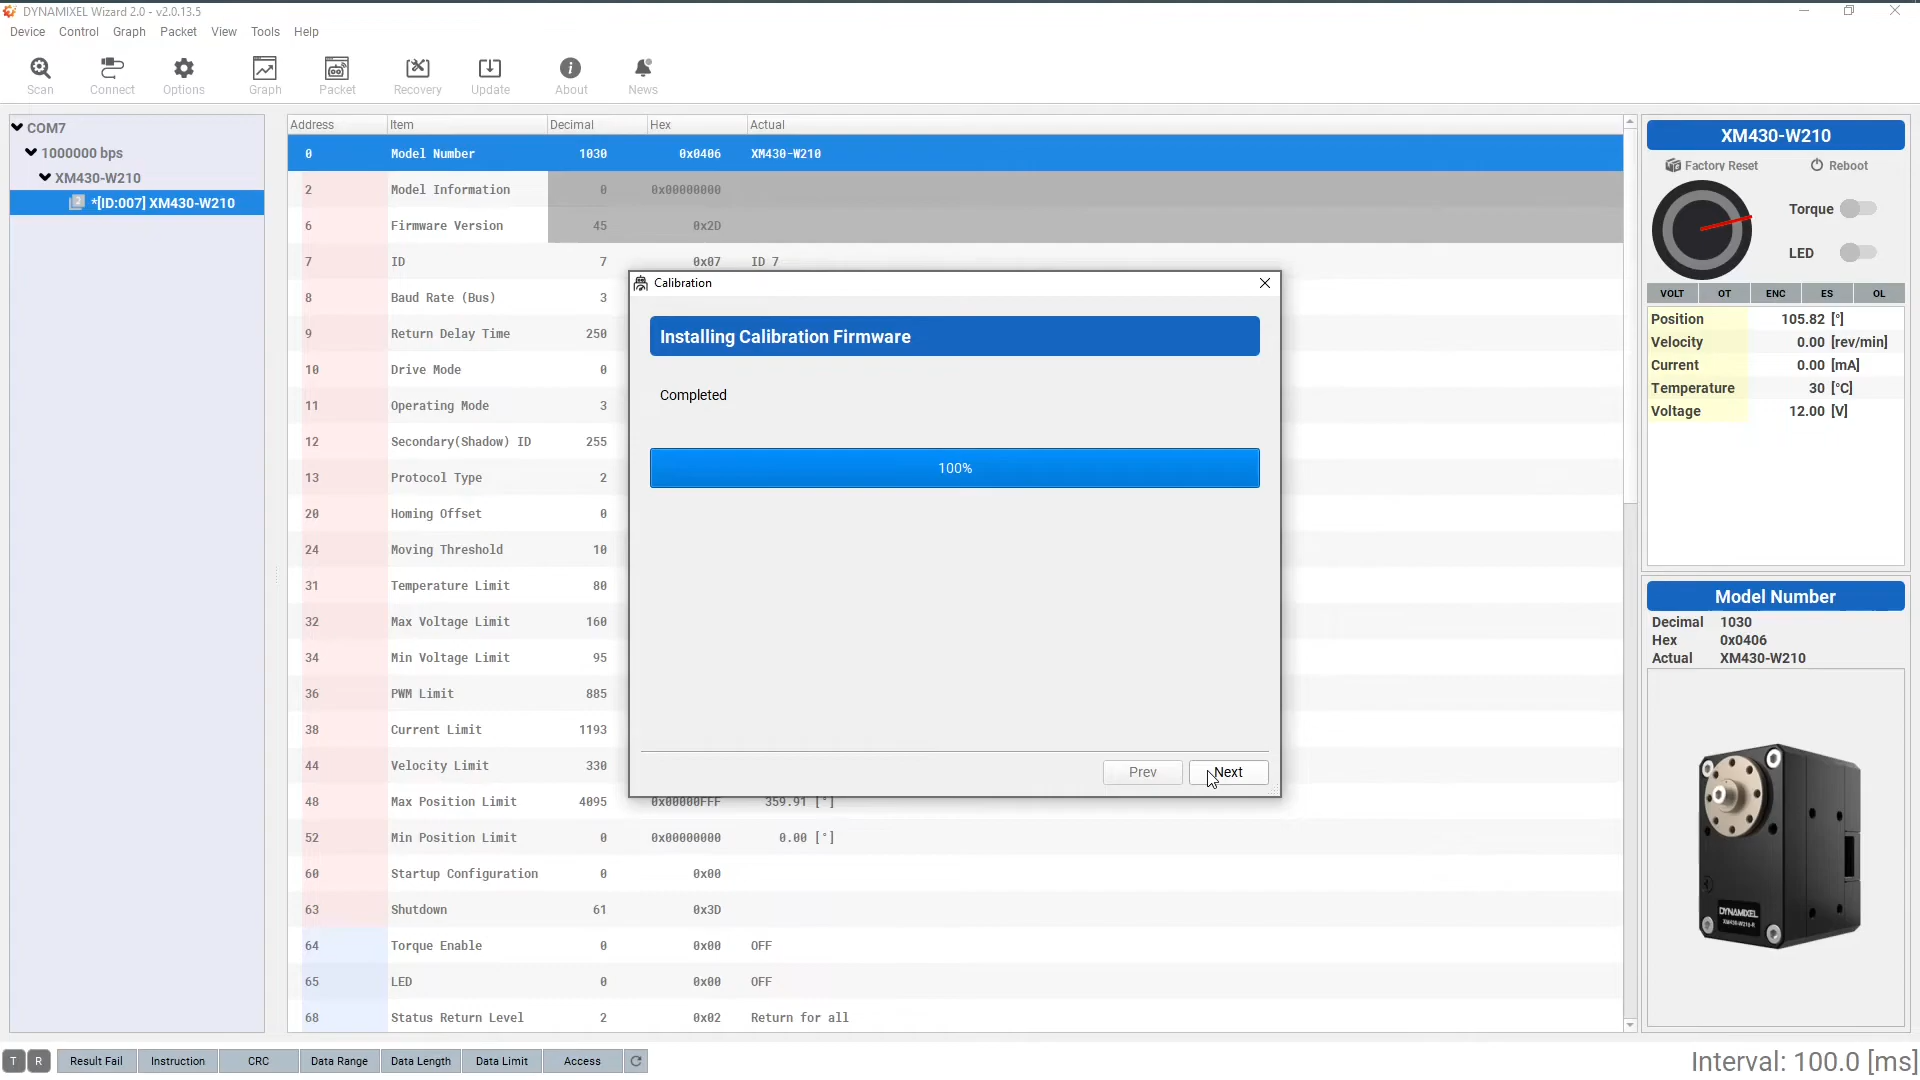 DYNAMIXEL Wizard 2.0 - v2.0.13.5
Device Control Graph Packet View Tools Help
Scan Connect Options Graph Packet Recovery Update About News
COM7
1000000 bps
XM430-W210
*[ID:007] XM430-W210
Address Item Decimal Hex Actual
0 Model Number 1030 0x0406 XM430-W210
2 Model Information 0 0x00000000
6 Firmware Version 45 0x2D
7 ID 7 0x07 ID 7
8 Baud Rate (Bus) 3
9 Return Delay Time 250
10 Drive Mode 0
11 Operating Mode 3
12 Secondary(Shadow) ID 255
13 Protocol Type 2
20 Homing Offset 0
24 Moving Threshold 10
31 Temperature Limit 80
32 Max Voltage Limit 160
34 Min Voltage Limit 95
36 PWM Limit 885
38 Current Limit 1193
44 Velocity Limit 330
48 Max Position Limit 4095 0x00000FFF 359.91 [°]
52 Min Position Limit 0 0x00000000 0.00 [°]
60 Startup Configuration 0 0x00
63 Shutdown 61 0x3D
64 Torque Enable 0 0x00 OFF
65 LED 0 0x00 OFF
68 Status Return Level 2 0x02 Return for all
Calibration
Installing Calibration Firmware
Completed
100%
Prev Next
XM430-W210
Factory Reset Reboot
Torque
LED
VOLT OT ENC ES OL
Position 105.82 [°]
Velocity 0.00 [rev/min]
Current 0.00 [mA]
Temperature 30 [°C]
Voltage 12.00 [V]
Model Number
Decimal 1030
Hex 0x0406
Actual XM430-W210
DYNAMIXEL
XM430-W210-R
T R Result Fail Instruction CRC Data Range Data Length Data Limit Access
Interval: 100.0 [ms]